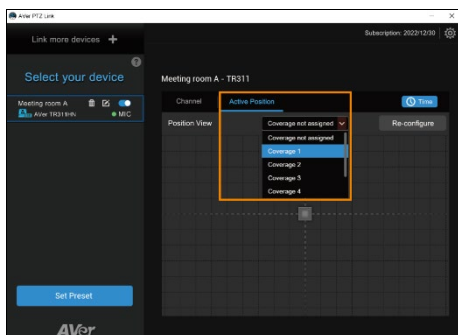 AVer PTZ Link
Link more devices +
Subscription: 2022/12/30
Select your device
Meeting room A - TR311
Meeting room A
AVer TR311HN
MIC
Channel
Active Position
Time
Position View
Coverage not assigned
Re-configure
Coverage not assigned
Coverage 1
Coverage 2
Coverage 3
Coverage 4
Set Preset
AVer